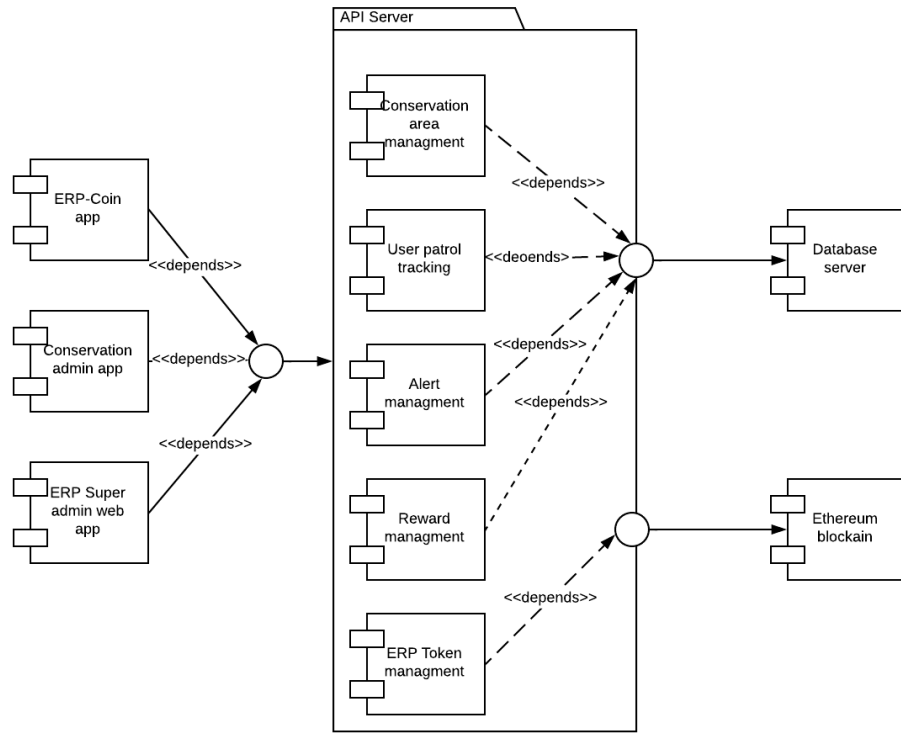 API Server
Conservation
area
managment
<<depends>>
ERP-Coin
app
<<depends>>
User patrol
tracking
<<deoends>
Database
server
Conservation
admin app
<<depends>>
Alert
managment
<<depends>>
<<depends>>
<<depends>>
ERP Super
admin web
app
Reward
managment
Ethereum
blockain
<<depends>>
ERP Token
managment